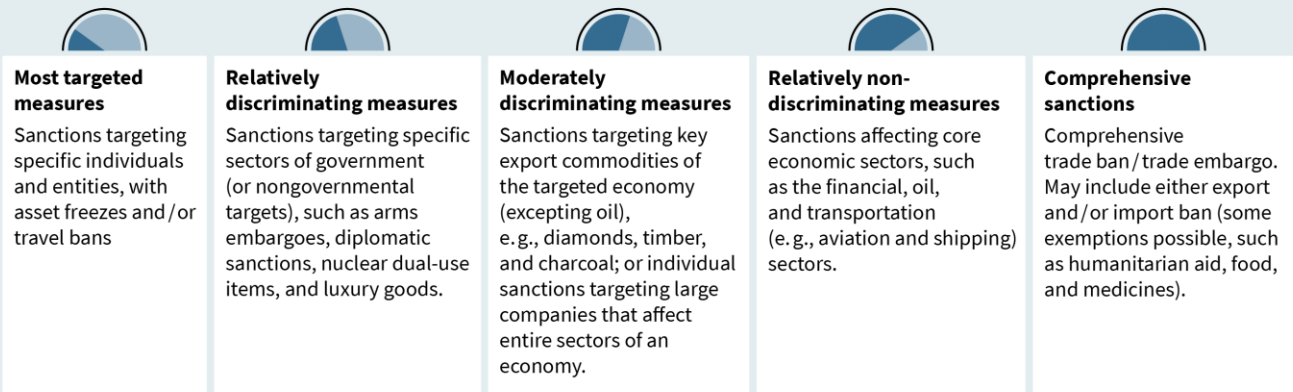 Most targeted
measures
Sanctions targeting
specific individuals
and entities, with
asset freezes and/or
travel bans
Relatively
discriminating measures
Sanctions targeting specific
sectors of government
(or nongovernmental
targets), such as arms
embargoes, diplomatic
sanctions, nuclear dual-use
items, and luxury goods.
Moderately
discriminating measures
Sanctions targeting key
export commodities of
the targeted economy
(excepting oil),
e.g., diamonds, timber,
and charcoal; or individual
sanctions targeting large
companies that affect
entire sectors of an
economy.
Relatively non-
discriminating measures
Sanctions affecting core
economic sectors, such
as the financial, oil,
and transportation
(e.g., aviation and shipping)
sectors.
Comprehensive
sanctions
Comprehensive
trade ban/trade embargo.
May include either export
and/or import ban (some
exemptions possible, such
as humanitarian aid, food,
and medicines).